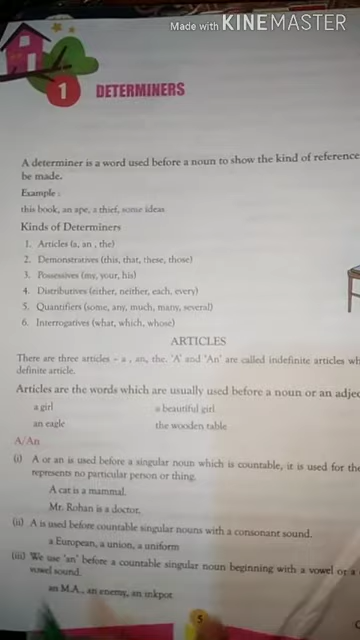 Made with KINEMASTER
1 DETERMINERS
A determiner is a word used before a noun to show the kind of reference
be made.
Example :
this book, an ape, a thief, some ideas
Kinds of Determiners
1. Articles (a, an , the)
2. Demonstratives (this, that, these, those)
3. Possessives (my, your, his)
4. Distributives (either, neither, each, every)
5. Quantifiers (some, any, much, many, several)
6. Interrogatives (what, which, whose)
ARTICLES
There are three articles – a , an, the. 'A' and 'An' are called indefinite articles wh
definite article.
Articles are the words which are usually used before a noun or an adjec
a girl a beautiful girl
an eagle the wooden table
A/An
(i) A or an is used before a singular noun which is countable, it is used for the
represents no particular person or thing.
A cat is a mammal.
Mr. Rohan is a doctor.
(ii) A is used before countable singular nouns with a consonant sound.
a European, a union, a uniform
(iii) We use 'an' before a countable singular noun beginning with a vowel or a
vowel sound.
an M.A., an enemy, an inkpot
5